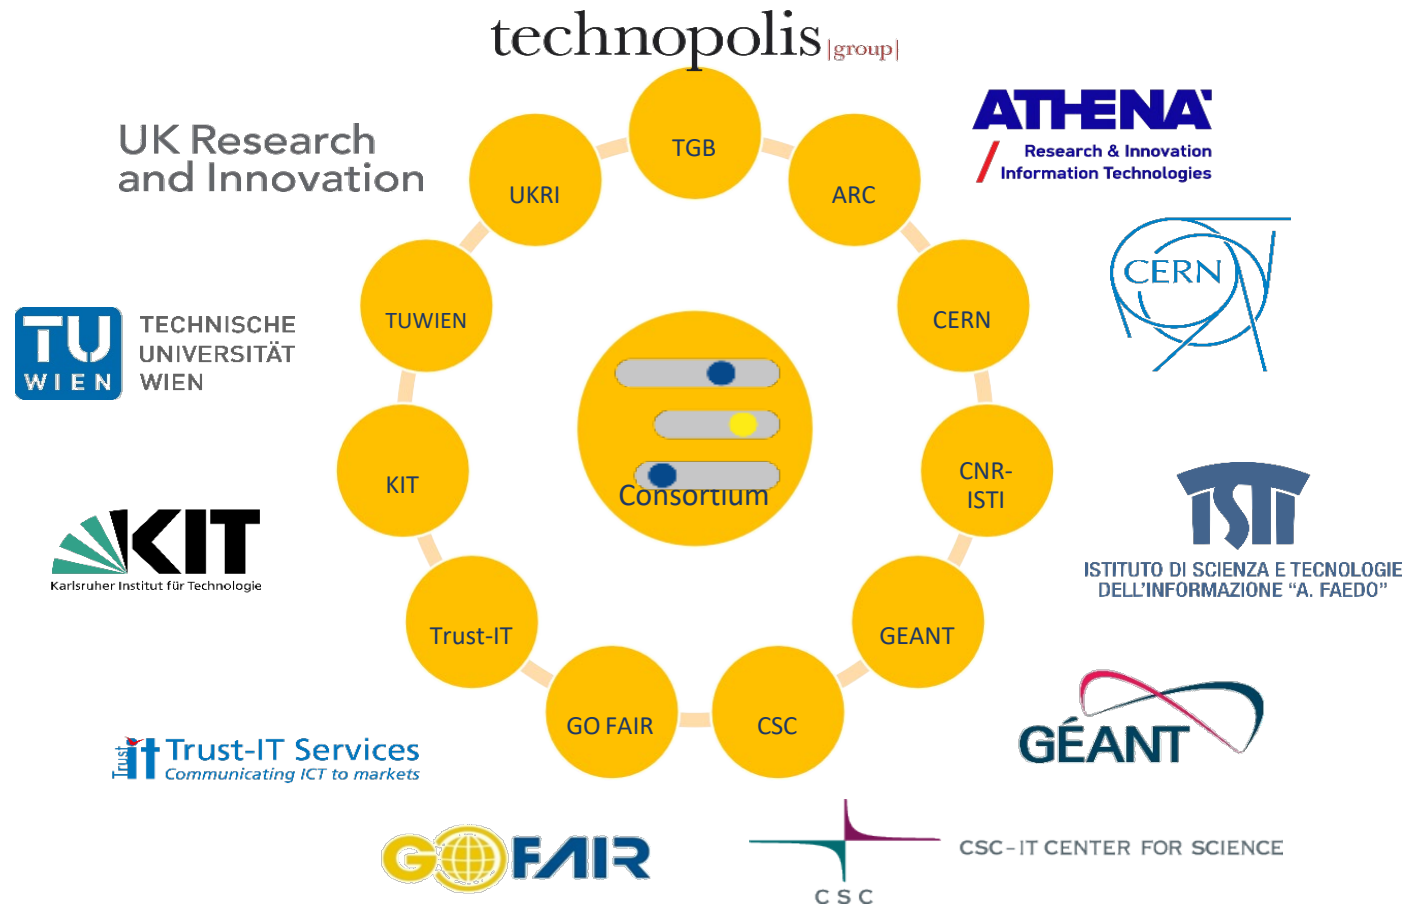 technopolis |group|
UK Research
and Innovation
ATHENA
Research & Innovation
Information Technologies
TGB
UKRI
ARC
CERN
TUWIEN
CERN
TU
WIEN
TECHNISCHE
UNIVERSITÄT
WIEN
Consortium
KIT
CNR-
ISTI
KIT
Karlsruher Institut für Technologie
ISTI
ISTITUTO DI SCIENZA E TECNOLOGIE
DELL'INFORMAZIONE "A. FAEDO"
Trust-IT
GEANT
GO FAIR
CSC
GÉANT
Trust
it
Trust-IT Services
Communicating ICT to markets
GOFAIR
CSC
CSC-IT CENTER FOR SCIENCE